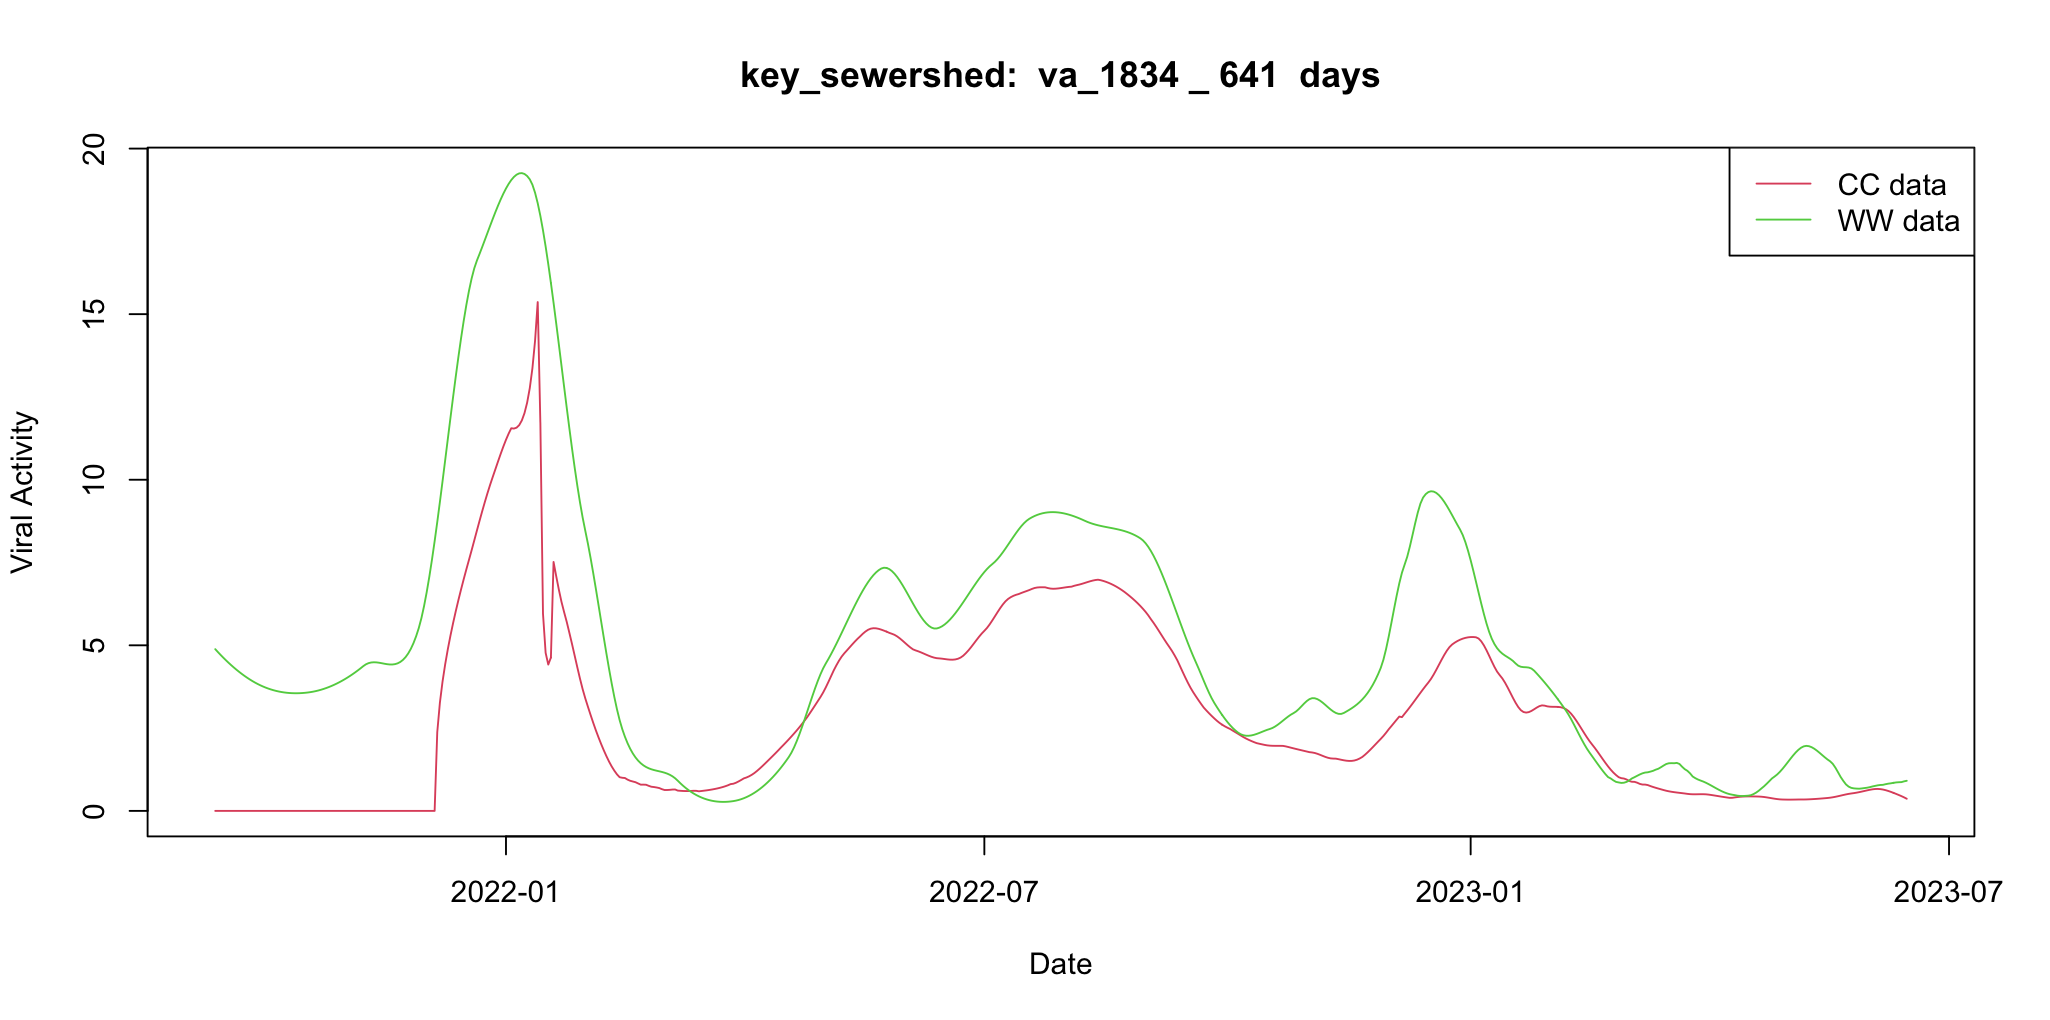 key_sewershed:  va_1834 _ 641  days
CC data
WW data
Viral Activity
20
15
10
5
0
2022-01
2022-07
2023-01
2023-07
Date